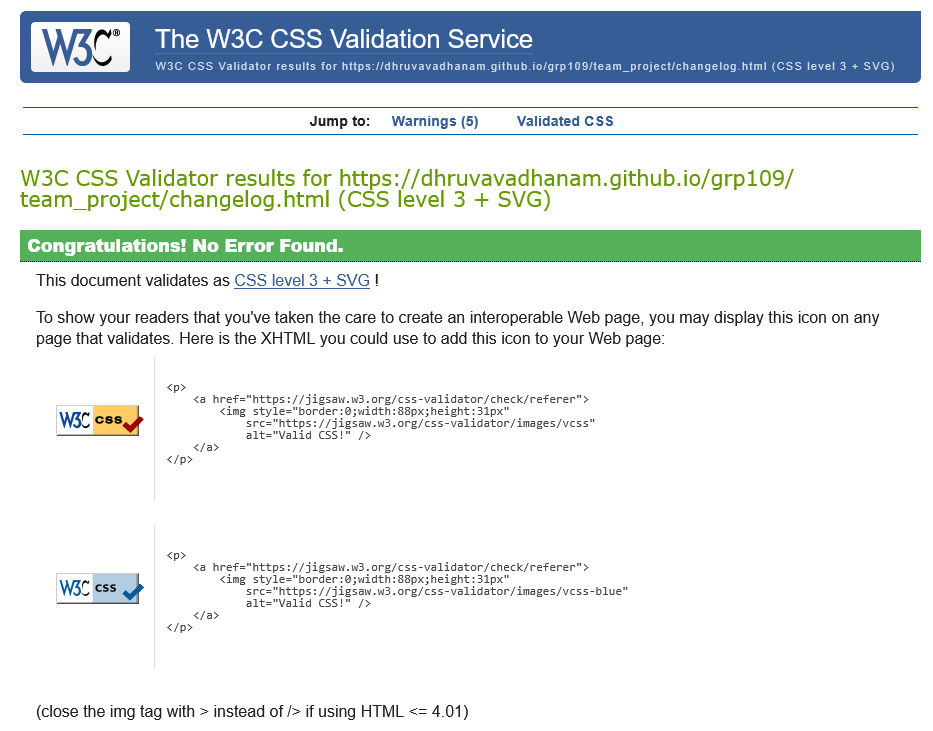 W3C®
The W3C CSS Validation Service
W3C CSS Validator results for https://dhruvavadhanam.github.io/grp109/team_project/changelog.html (CSS level 3 + SVG)
Jump to: Warnings (5) Validated CSS
W3C CSS Validator results for https://dhruvavadhanam.github.io/grp109/
team_project/changelog.html (CSS level 3 + SVG)
Congratulations! No Error Found.
This document validates as CSS level 3 + SVG !
To show your readers that you've taken the care to create an interoperable Web page, you may display this icon on any
page that validates. Here is the XHTML you could use to add this icon to your Web page:
W3C css
<p>
    <a href="https://jigsaw.w3.org/css-validator/check/referer">
        <img style="border:0;width:88px;height:31px"
            src="https://jigsaw.w3.org/css-validator/images/vcss"
            alt="Valid CSS!" />
    </a>
</p>
W3C css
<p>
    <a href="https://jigsaw.w3.org/css-validator/check/referer">
        <img style="border:0;width:88px;height:31px"
            src="https://jigsaw.w3.org/css-validator/images/vcss-blue"
            alt="Valid CSS!" />
    </a>
</p>
(close the img tag with > instead of /> if using HTML <= 4.01)